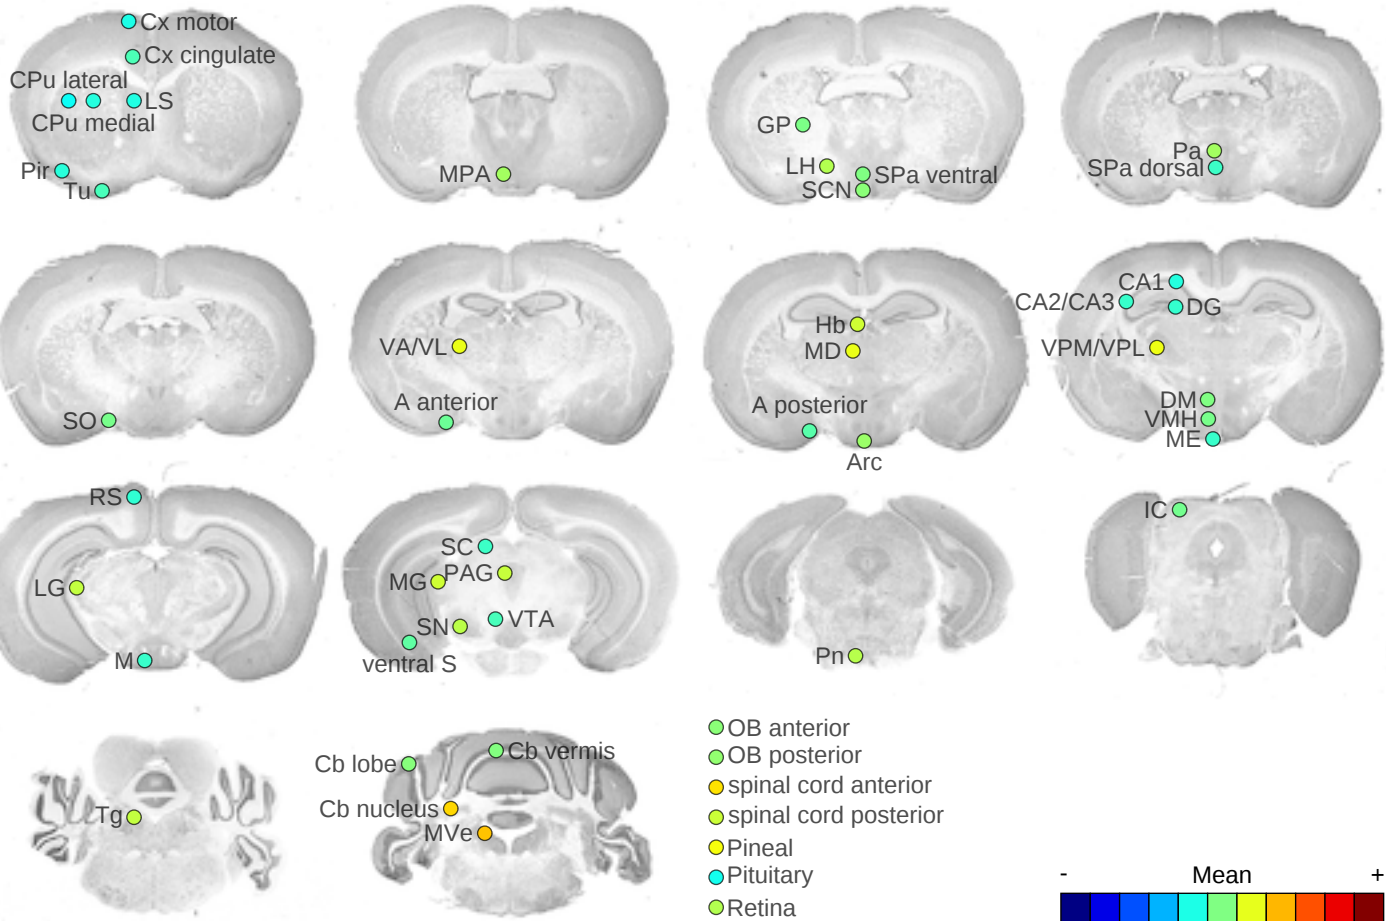 Cx motor
Cx cingulate
CPu lateral
LS
CPu medial
Pir
Tu
MPA
GP
LH
SPa ventral
SCN
Pa
SPa dorsal
SO
VA/VL
A anterior
Hb
MD
A posterior
Arc
CA1
CA2/CA3
DG
VPM/VPL
DM
VMH
ME
RS
LG
M
SC
MG
PAG
SN
VTA
ventral S
Pn
IC
Tg
Cb lobe
Cb vermis
Cb nucleus
MVe
OB anterior
OB posterior
spinal cord anterior
spinal cord posterior
Pineal
Pituitary
Retina
- Mean +